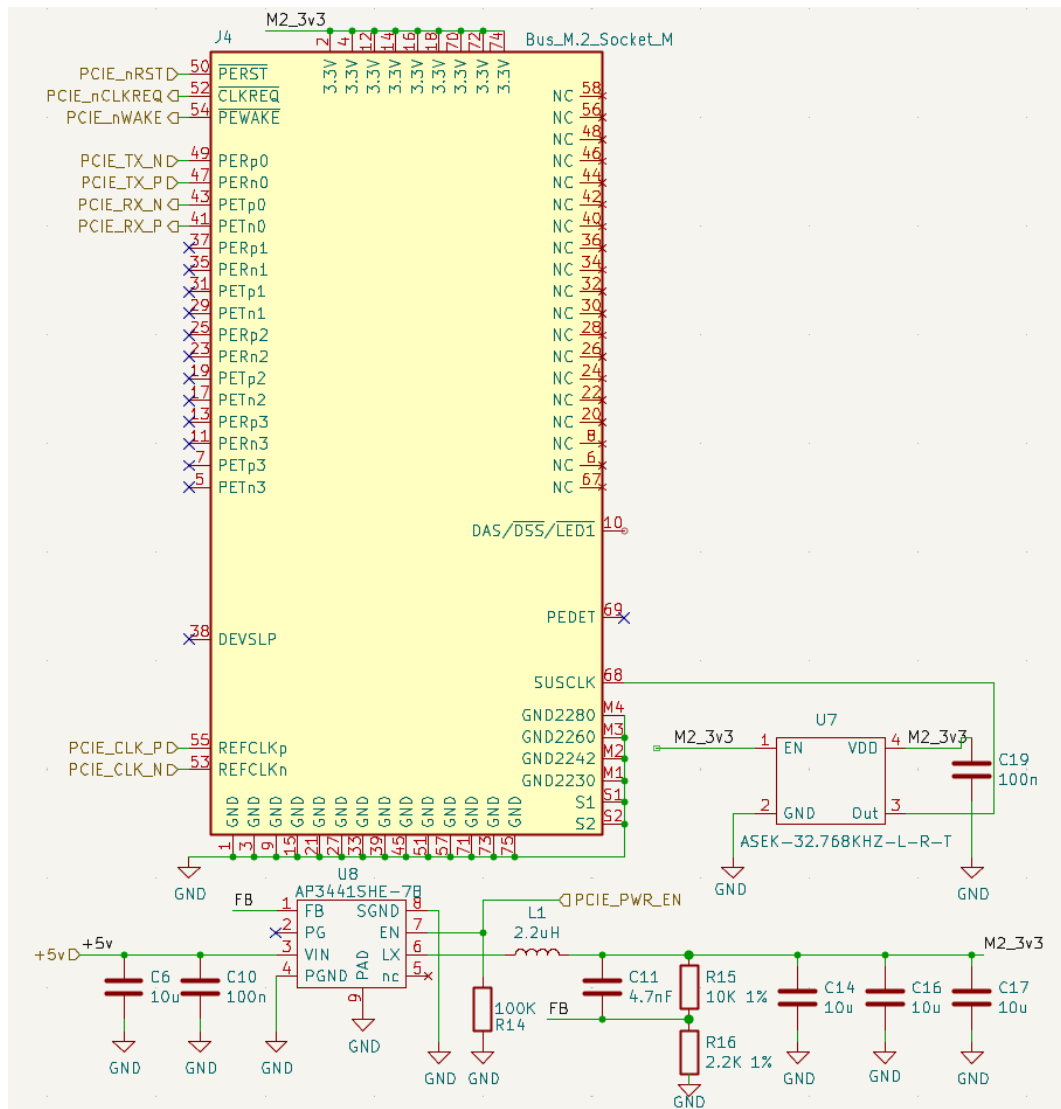 M2_3v3
J4
Bus_M.2_Socket_M
2 4 12 14 16 18 70 72 74
3.3V 3.3V 3.3V 3.3V 3.3V 3.3V 3.3V 3.3V 3.3V
PCIE_nRST 50 PERST
PCIE_nCLKREQ 52 CLKREQ
PCIE_nWAKE 54 PEWAKE
PCIE_TX_N 49 PERp0
PCIE_TX_P 47 PERn0
PCIE_RX_N 43 PETp0
PCIE_RX_P 41 PETn0
37 PERp1
35 PERn1
31 PETp1
29 PETn1
25 PERp2
23 PERn2
19 PETp2
17 PETn2
13 PERp3
11 PERn3
7 PETp3
5 PETn3
38 DEVSLP
PCIE_CLK_P 55 REFCLKp
PCIE_CLK_N 53 REFCLKn
NC 58
NC 56
NC 48
NC 46
NC 44
NC 42
NC 40
NC 36
NC 34
NC 32
NC 30
NC 28
NC 26
NC 24
NC 22
NC 20
NC 8
NC 6
NC 67
DAS/DSS/LED1 10
PEDET 69
SUSCLK 68
GND2280 M4
GND2260 M3
GND2242 M2
GND2230 M1
S1 S1
S2 S2
GND GND GND GND GND GND GND GND GND GND GND GND GND GND
1 3 9 15 21 27 33 39 45 51 57 71 73 75
GND
U7
M2_3v3 1 EN VDD 4 M2_3v3
2 GND Out 3
ASEK-32.768KHZ-L-R-T
C19
100n
GND
GND
U8
AP3441SHE-7B
FB 1 FB SGND 8
2 PG EN 7
+5v +5v 3 VIN LX 6
4 PGND nc 5
PAD
9
PCIE_PWR_EN
L1
2.2uH
M2_3v3
C6
10u
C10
100n
100K
R14
C11
4.7nF
FB
R15
10K 1%
R16
2.2K 1%
C14
10u
C16
10u
C17
10u
GND
GND
GND
GND
GND
GND
GND
GND
GND
GND